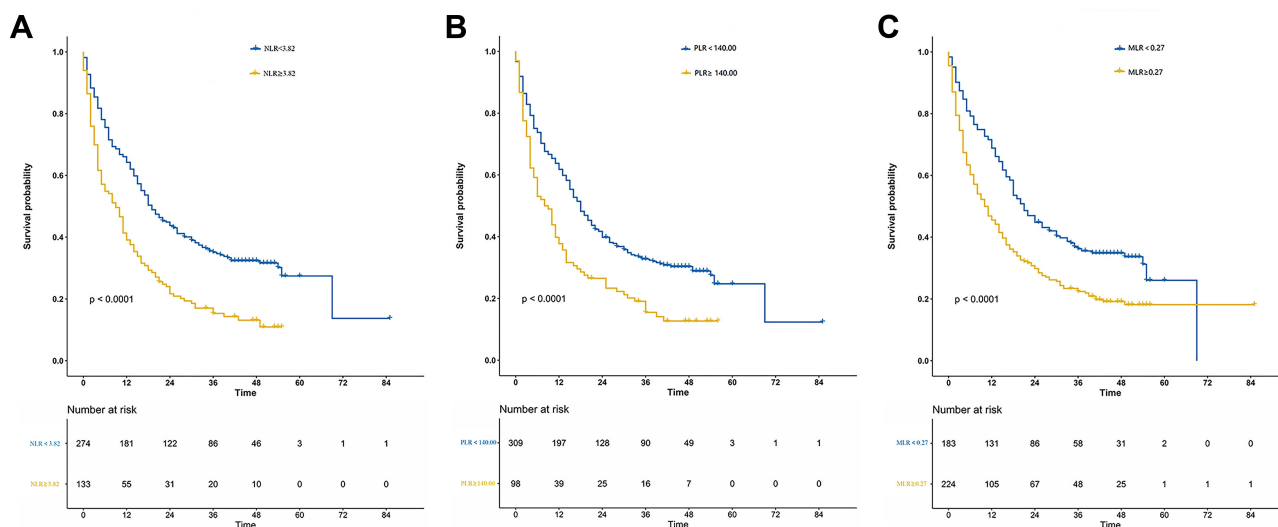 A
NLR<3.82
NLR≥3.82
1.0
0.8
0.6
0.4
0.2
0.0
Survival probability
p < 0.0001
0 12 24 36 48 60 72 84
Time
Number at risk
NLR<3.82 274 181 122 86 46 3 1 1
NLR≥3.82 133 55 31 20 10 0 0 0
0 12 24 36 48 60 72 84
Time
B
PLR < 140.00
PLR≥ 140.00
1.0
0.8
0.6
0.4
0.2
0.0
Survival probability
p < 0.0001
0 12 24 36 48 60 72 84
Time
Number at risk
PLR<140.00 309 197 128 90 49 3 1 1
PLR≥140.00 98 39 25 16 7 0 0 0
0 12 24 36 48 60 72 84
Time
C
MLR < 0.27
MLR≥0.27
1.0
0.8
0.6
0.4
0.2
0.0
Survival probability
p < 0.0001
0 12 24 36 48 60 72 84
Time
Number at risk
MLR<0.27 183 131 86 58 31 2 0 0
MLR≥0.27 224 105 67 48 25 1 1 1
0 12 24 36 48 60 72 84
Time